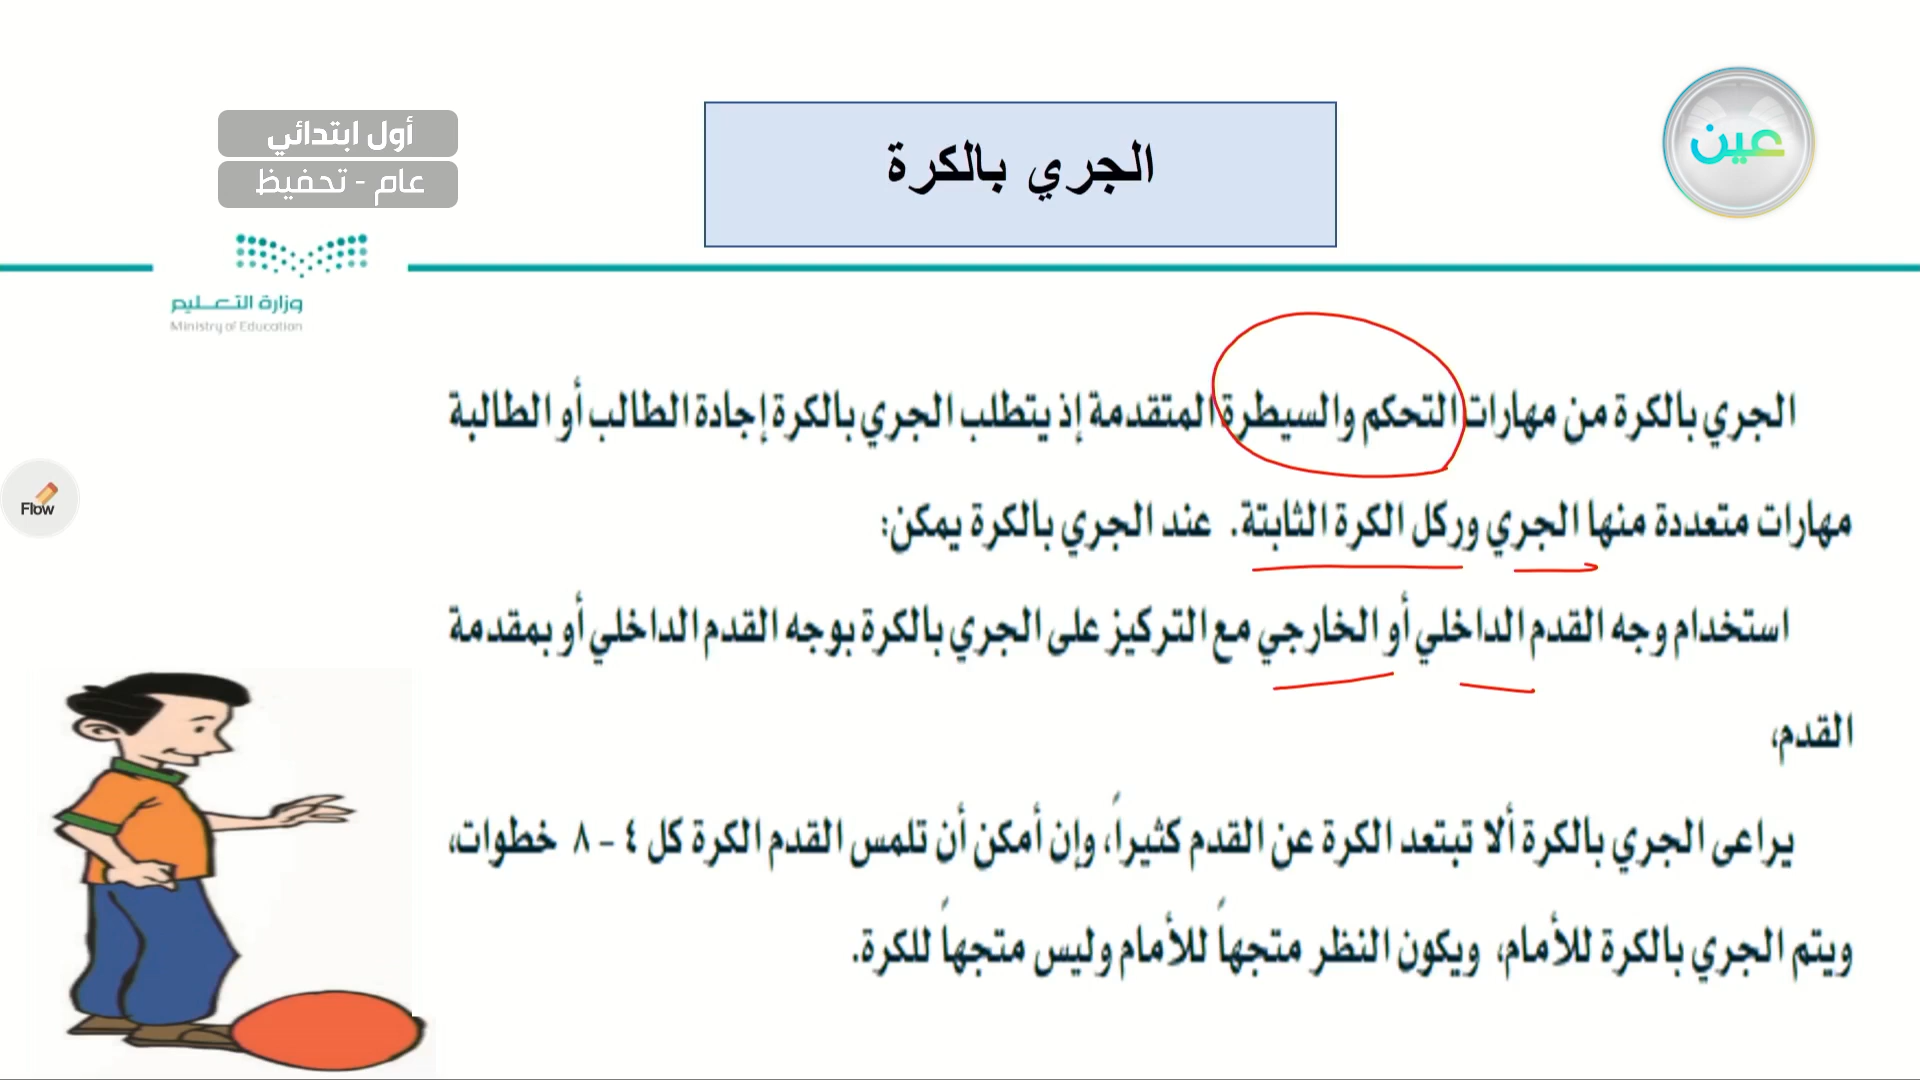 أول ابتدائي
عام - تحفيظ
الجري بالكرة
عين
وزارة التعليم
Ministry of Education
الجري بالكرة من مهارات التحكم والسيطرة المتقدمة إذ يتطلب الجري بالكرة إجادة الطالب أو الطالبة
مهارات متعددة منها الجري وركل الكرة الثابتة. عند الجري بالكرة يمكن:
Flow
استخدام وجه القدم الداخلي أو الخارجي مع التركيز على الجري بالكرة بوجه القدم الداخلي أو بمقدمة
القدم،
يراعى الجري بالكرة ألا تبتعد الكرة عن القدم كثيراً، وإن أمكن أن تلمس القدم الكرة كل ٤ - ٨ خطوات،
ويتم الجري بالكرة للأمام، ويكون النظر متجهاً للأمام وليس متجهاً للكرة.